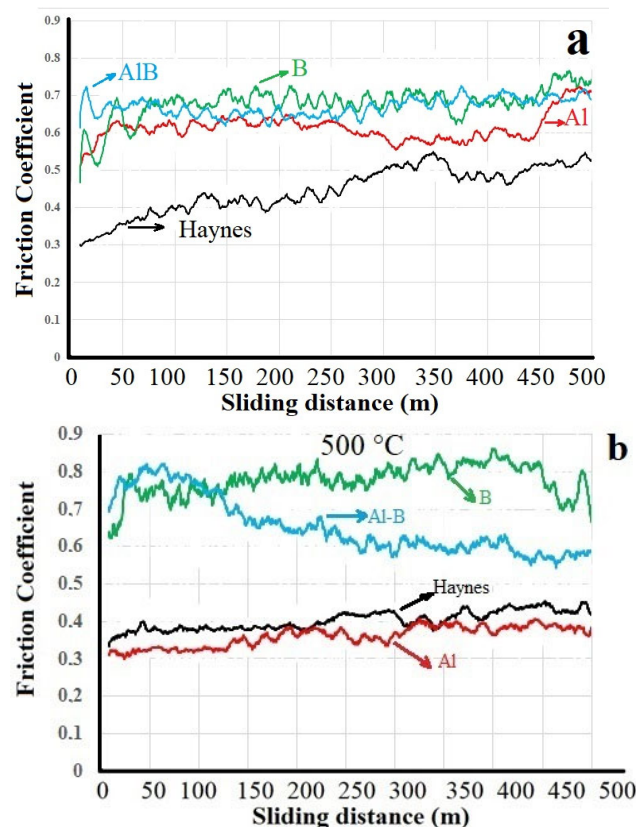 a
0.9
0.8
0.7
0.6
0.5
0.4
0.3
0.2
0.1
0
Friction Coefficient
AlB
B
Al
Haynes
0 50 100 150 200 250 300 350 400 450 500
Sliding distance (m)
b
500 °C
0.9
0.8
0.7
0.6
0.5
0.4
0.3
0.2
0.1
0
Friction Coefficient
B
Al-B
Haynes
Al
0 50 100 150 200 250 300 350 400 450 500
Sliding distance (m)